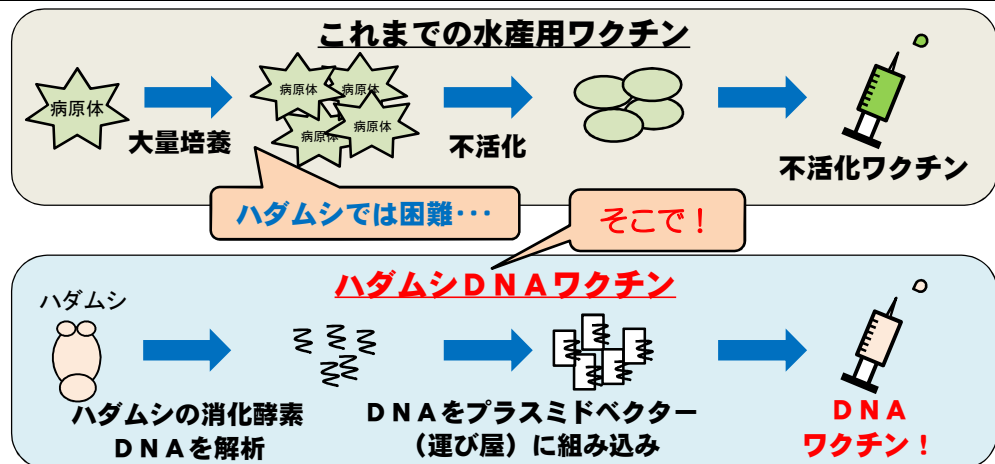 これまでの水産用ワクチン
病原体
病原体
病原体
病原体
病原体
大量培養
不活化
不活化ワクチン
ハダムシでは困難･･･
そこで！
ハダムシＤＮＡワクチン
ハダムシ
ハダムシの消化酵素
ＤＮＡを解析
ＤＮＡをプラスミドベクター
（運び屋）に組み込み
ＤＮＡ
ワクチン！